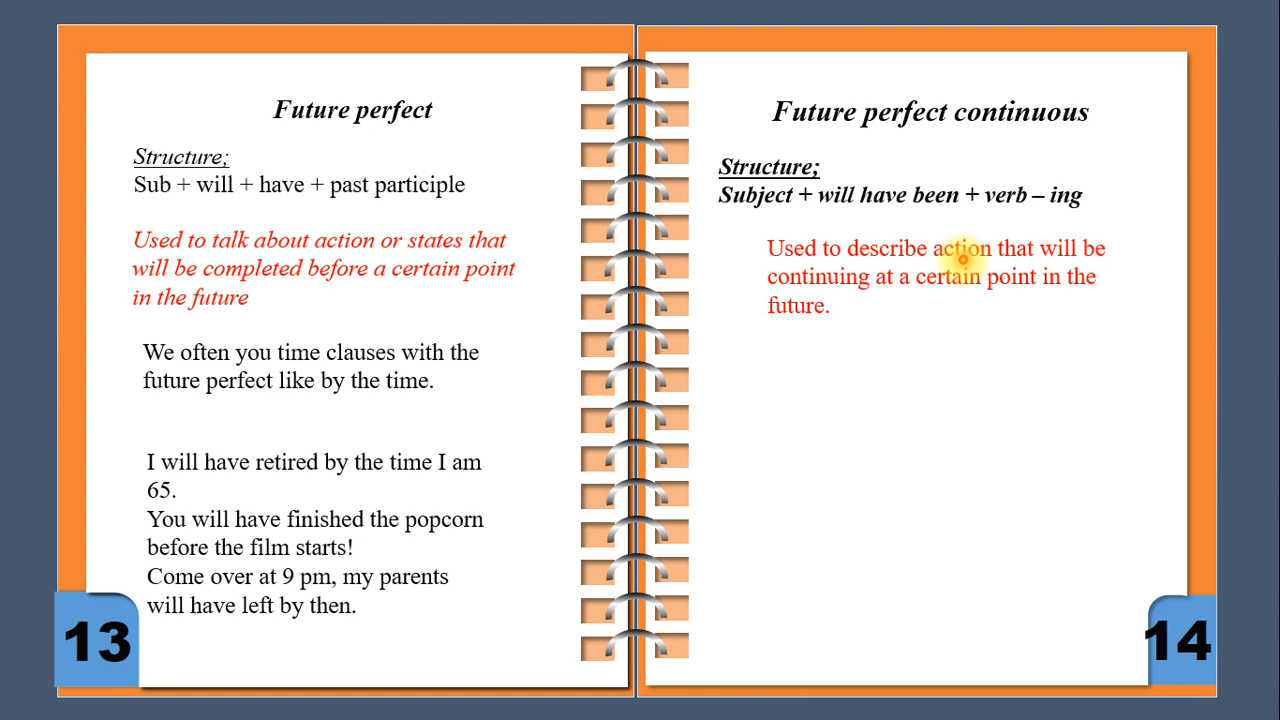 Future perfect
Structure;
Sub + will + have + past participle
Used to talk about action or states that
will be completed before a certain point
in the future
We often you time clauses with the
future perfect like by the time.
I will have retired by the time I am
65.
You will have finished the popcorn
before the film starts!
Come over at 9 pm, my parents
will have left by then.
13
Future perfect continuous
Structure;
Subject + will have been + verb – ing
Used to describe action that will be
continuing at a certain point in the
future.
14